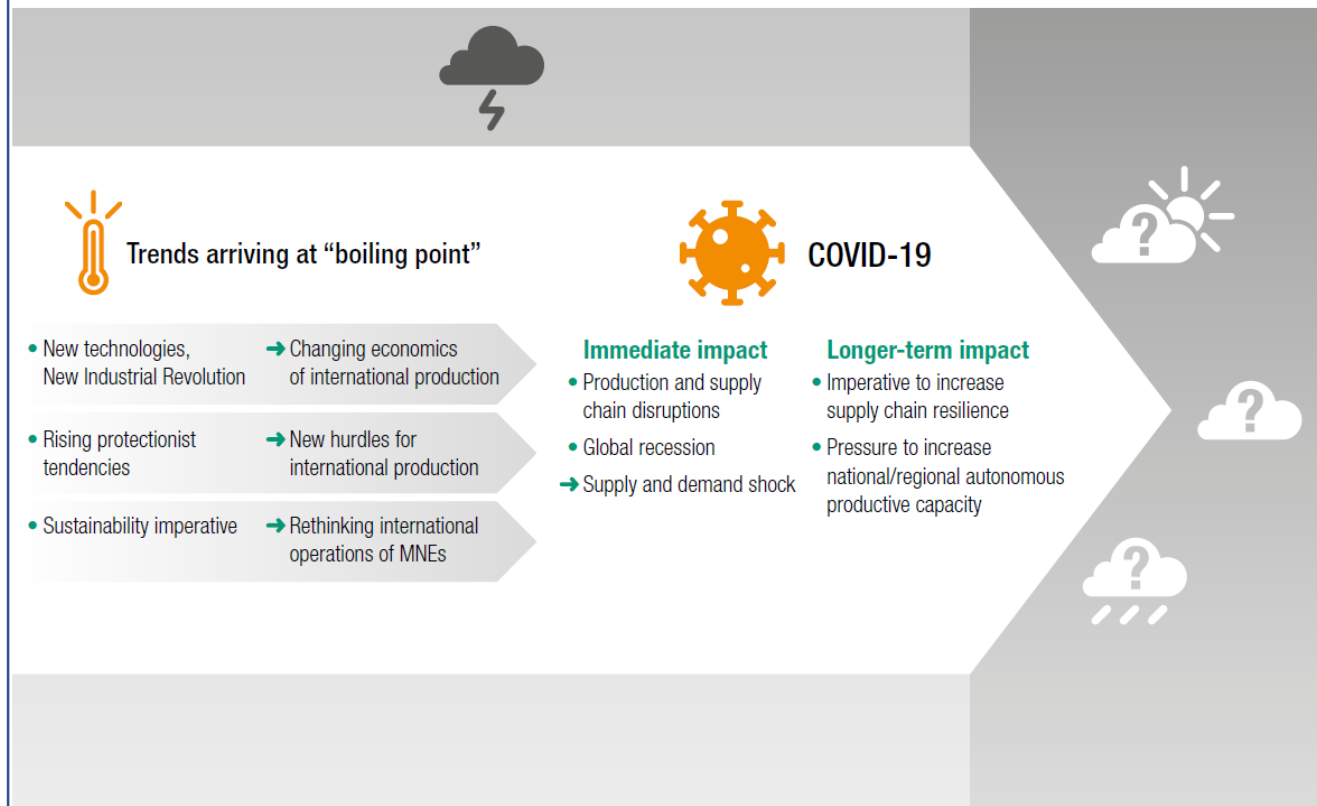 Trends arriving at “boiling point”
• New technologies,
New Industrial Revolution
➔ Changing economics
of international production
• Rising protectionist
tendencies
➔ New hurdles for
international production
• Sustainability imperative
➔ Rethinking international
operations of MNEs
COVID-19
Immediate impact
• Production and supply
chain disruptions
• Global recession
➔ Supply and demand shock
Longer-term impact
• Imperative to increase
supply chain resilience
• Pressure to increase
national/regional autonomous
productive capacity
?
?
?